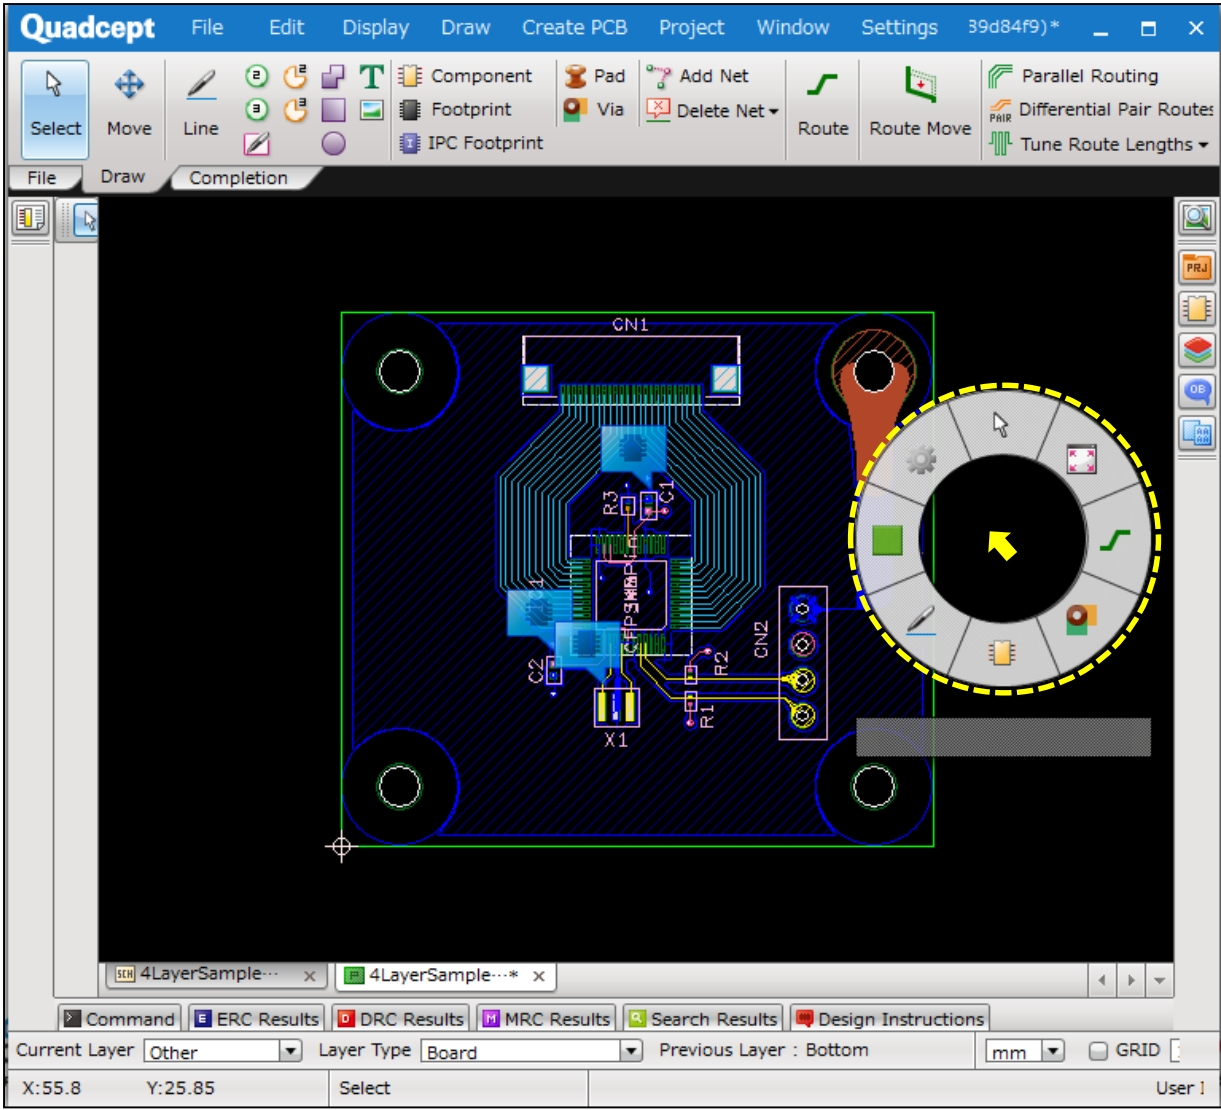 Quadcept File Edit Display Draw Create PCB Project Window Settings 39d84f9)*
Select Move Line
T
Component
Footprint
IPC Footprint
Pad
Via
Add Net
Delete Net
Route Route Move
Parallel Routing
PAIR Differential Pair Routes
Tune Route Lengths
File Draw Completion
PRJ
OB
CN1
R3
C1
C2
X1
R2
R1
CN2
SCH 4LayerSample… x
4LayerSample…* x
Command E ERC Results D DRC Results M MRC Results Search Results Design Instructions
Current Layer Other Layer Type Board Previous Layer : Bottom mm GRID
X:55.8 Y:25.85 Select User